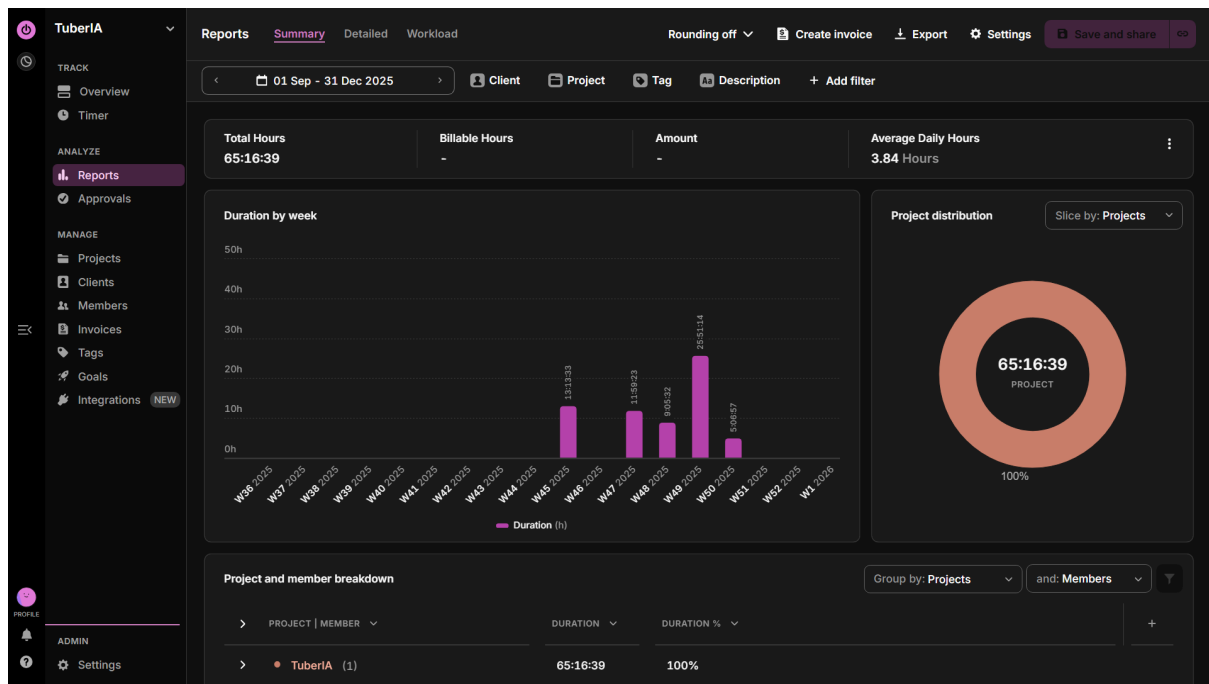 TuberIA
TRACK
Overview
Timer
ANALYZE
Reports
Approvals
MANAGE
Projects
Clients
Members
Invoices
Tags
Goals
Integrations NEW
PROFILE
ADMIN
Settings
Reports Summary Detailed Workload Rounding off Create invoice Export Settings Save and share
01 Sep - 31 Dec 2025 Client Project Tag Aa Description + Add filter
Total Hours Billable Hours Amount Average Daily Hours
65:16:39 - - 3.84 Hours
Duration by week
50h
40h
30h
20h
10h
0h
13:13:33
11:59:23
9:05:32
25:51:14
5:06:57
W36 2025
W37 2025
W38 2025
W39 2025
W40 2025
W41 2025
W42 2025
W43 2025
W44 2025
W45 2025
W46 2025
W47 2025
W48 2025
W49 2025
W50 2025
W51 2025
W52 2025
W1 2026
Duration (h)
Project distribution Slice by: Projects
65:16:39
PROJECT
100%
Project and member breakdown Group by: Projects and: Members
PROJECT | MEMBER DURATION DURATION % +
TuberIA (1) 65:16:39 100%